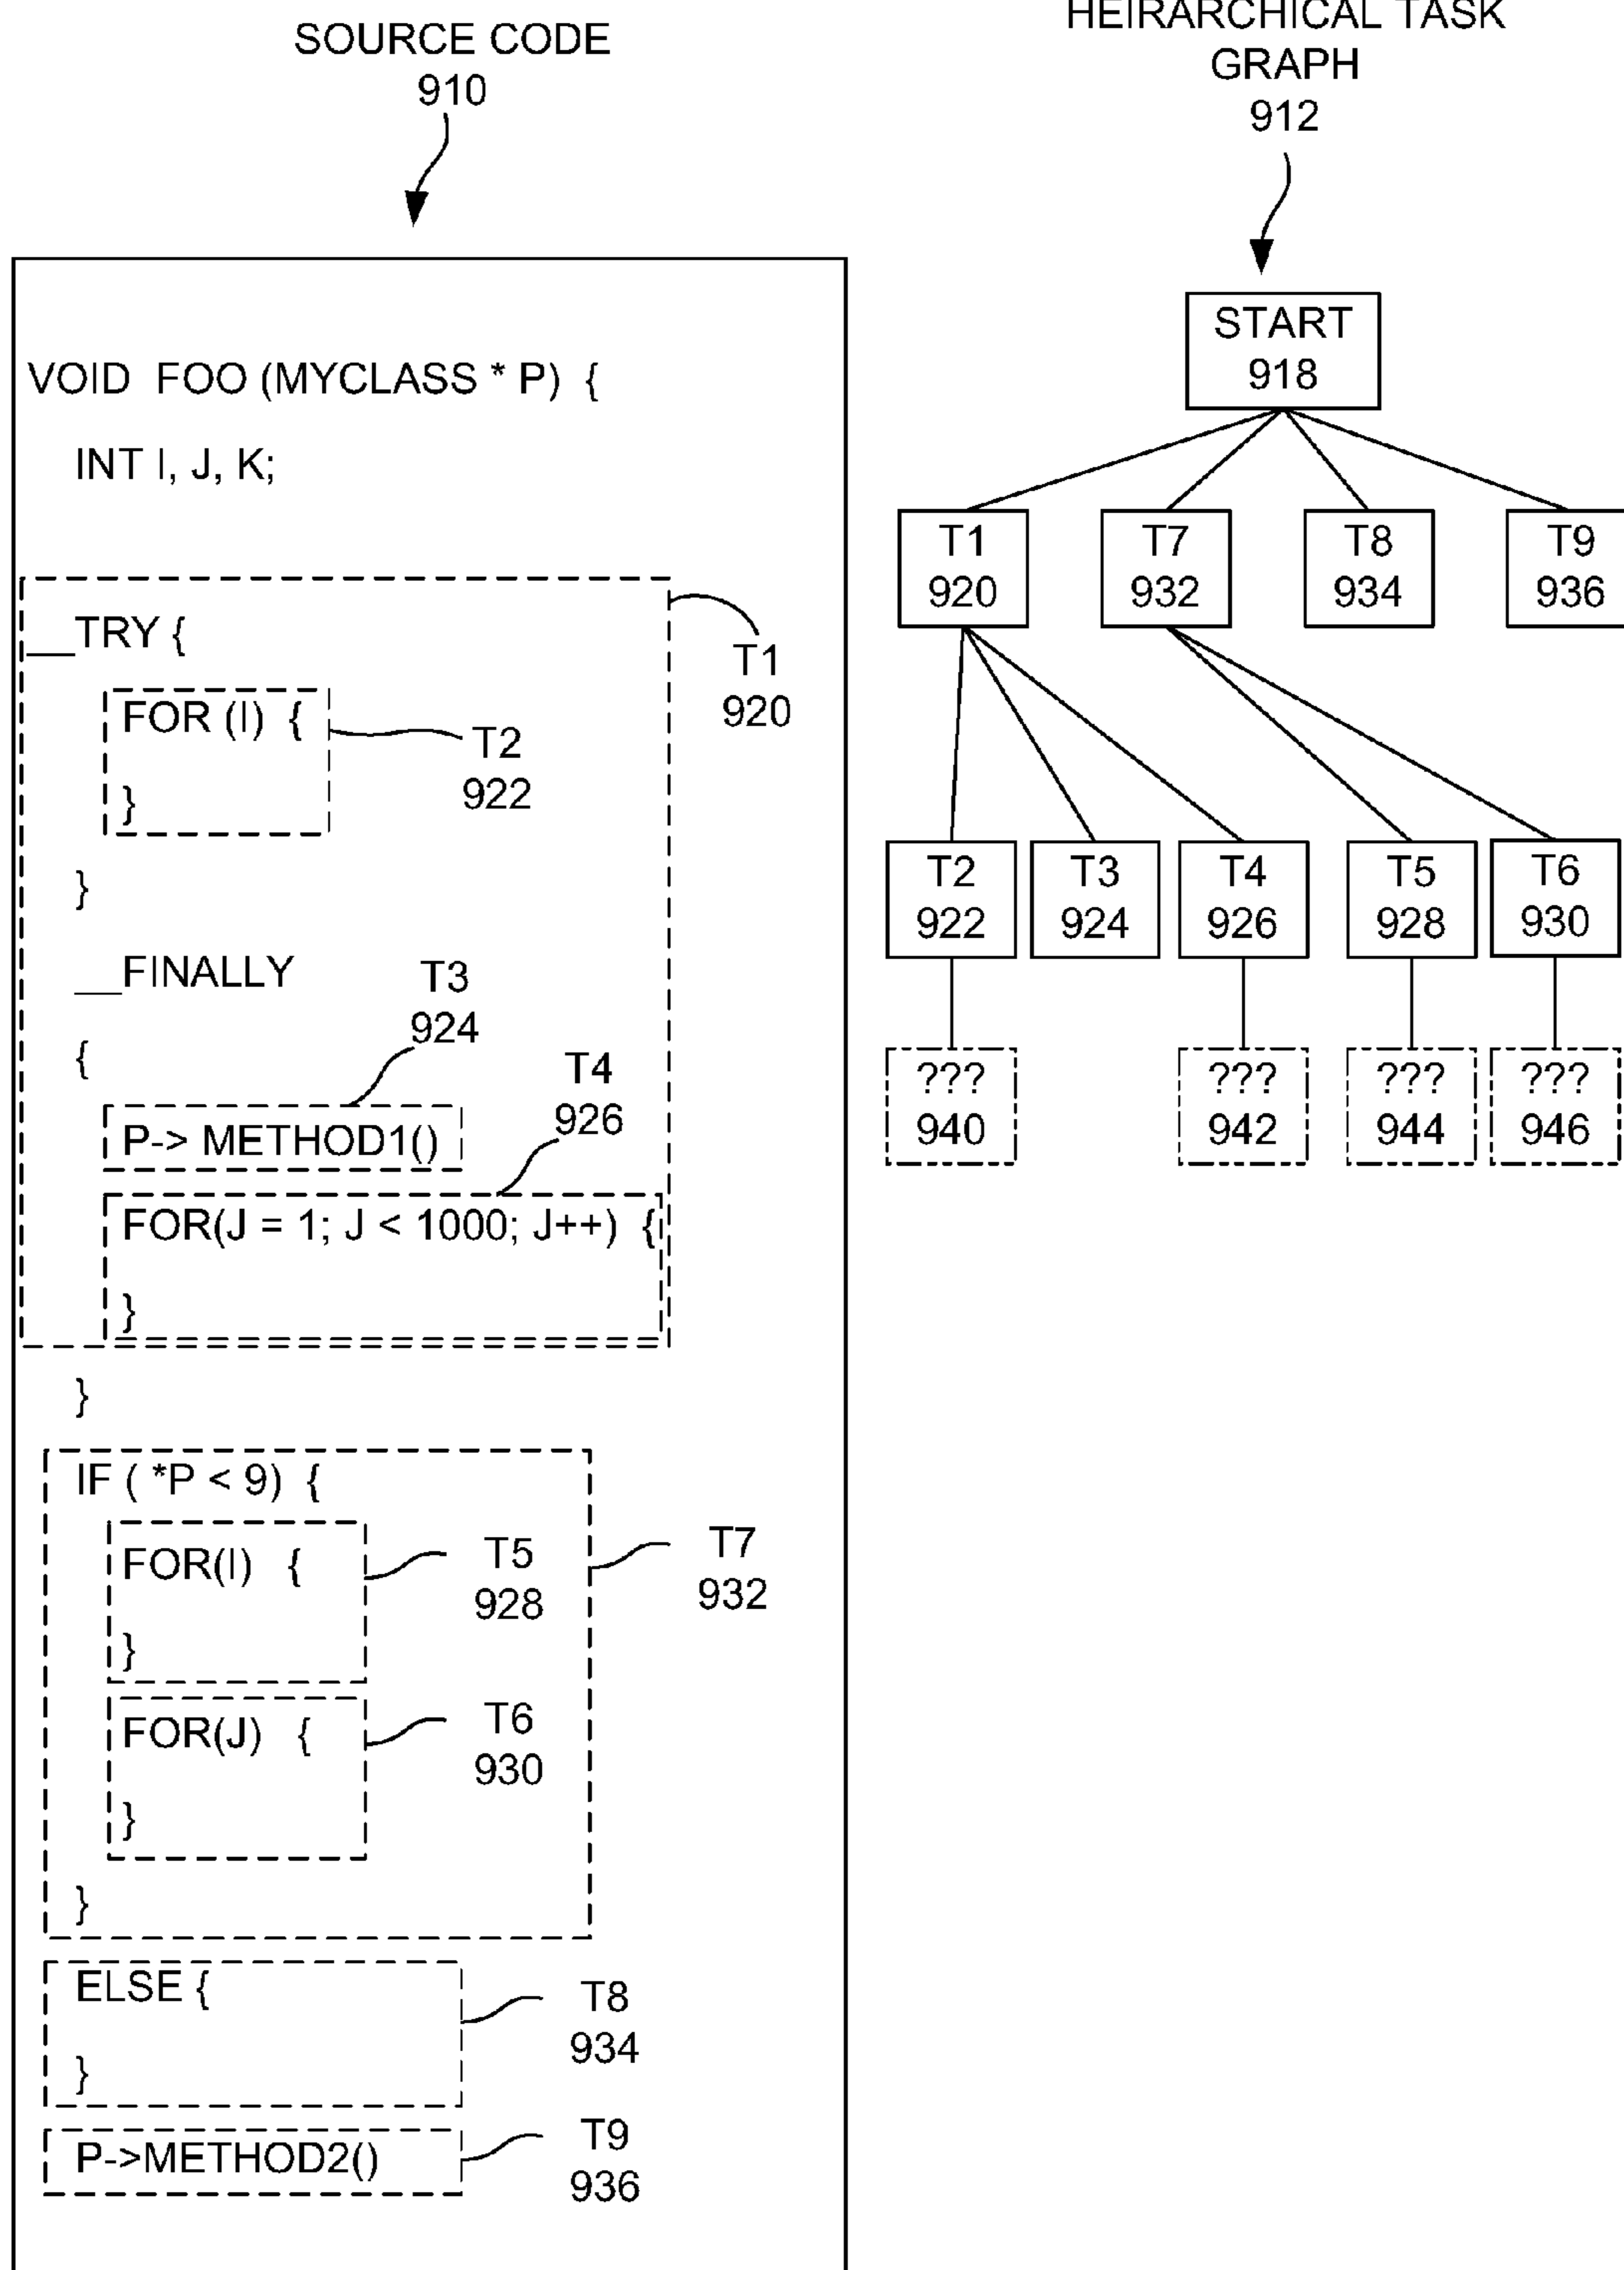 SOURCE CODE
910
HEIRARCHICAL TASK
GRAPH
912
VOID FOO (MYCLASS * P) {
INT I, J, K;
__TRY {
FOR (I) {
}
}
__FINALLY
{
P-> METHOD1()
FOR(J = 1; J < 1000; J++) {
}
}
IF ( *P < 9) {
FOR(I) {
}
FOR(J) {
}
}
ELSE {
}
P->METHOD2()
T1
920
T2
922
T3
924
T4
926
T5
928
T6
930
T7
932
T8
934
T9
936
START
918
T1
920
T7
932
T8
934
T9
936
T2
922
T3
924
T4
926
T5
928
T6
930
???
940
???
942
???
944
???
946